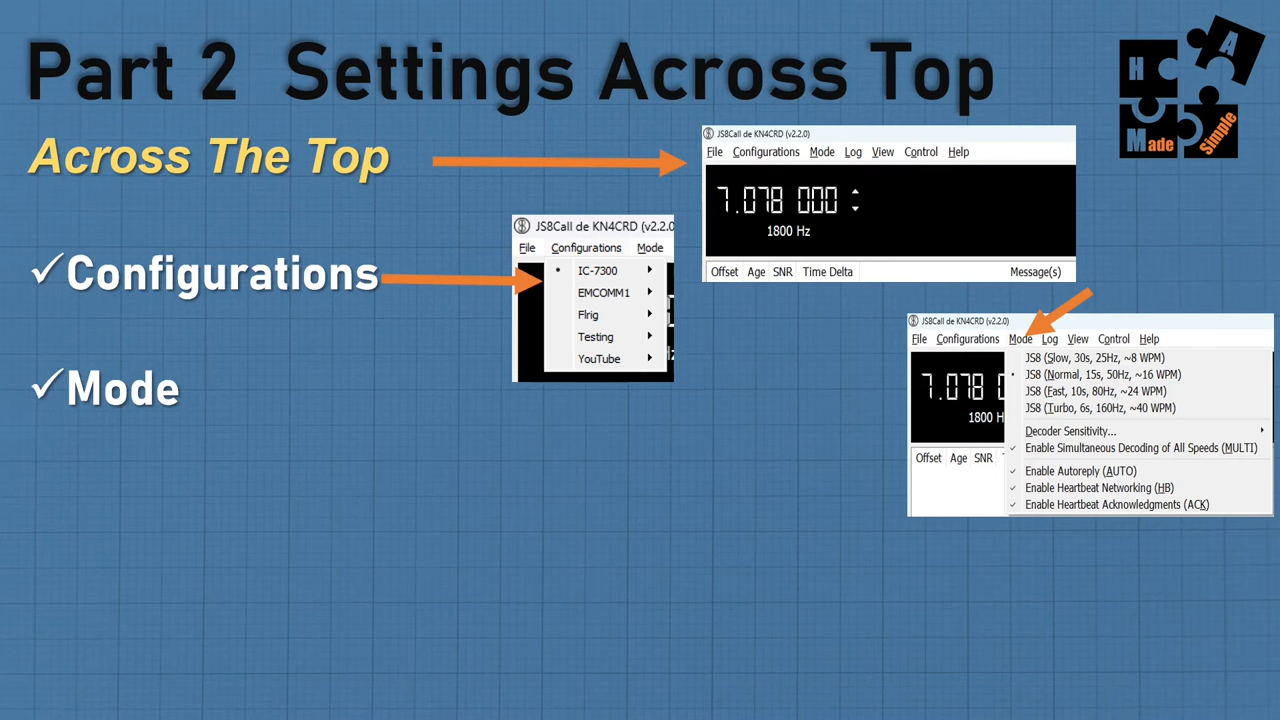 Part 2 Settings Across Top
H A Made Simple
Across The Top
JS8Call de KN4CRD (v2.2.0)
File Configurations Mode Log View Control Help
7.078 000
1800 Hz
Offset Age SNR Time Delta Message(s)
Configurations
JS8Call de KN4CRD (v2.2.0
File Configurations Mode
IC-7300
EMCOMM1
Flrig
Testing
YouTube
Mode
JS8Call de KN4CRD (v2.2.0)
File Configurations Mode Log View Control Help
7.078
1800 H
Offset Age SNR
JS8 (Slow, 30s, 25Hz, ~8 WPM)
JS8 (Normal, 15s, 50Hz, ~16 WPM)
JS8 (Fast, 10s, 80Hz, ~24 WPM)
JS8 (Turbo, 6s, 160Hz, ~40 WPM)
Decoder Sensitivity...
Enable Simultaneous Decoding of All Speeds (MULTI)
Enable Autoreply (AUTO)
Enable Heartbeat Networking (HB)
Enable Heartbeat Acknowledgments (ACK)